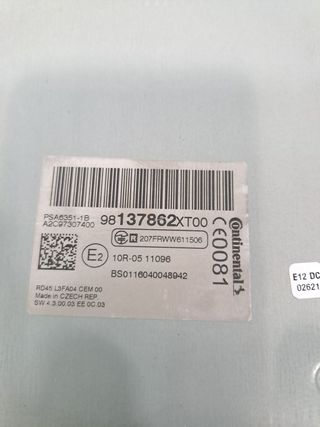 PSA6351-1B
A2C97307400
98137862XT00
R 207FRWW611506
E2
10R-05 11096
BS0116040048942
RD45 L3FA04 CEM 00
Made in CZECH REP.
SW 4.3.00.03 EE 0C.03
CE0081
Continental
E12 DC
02621